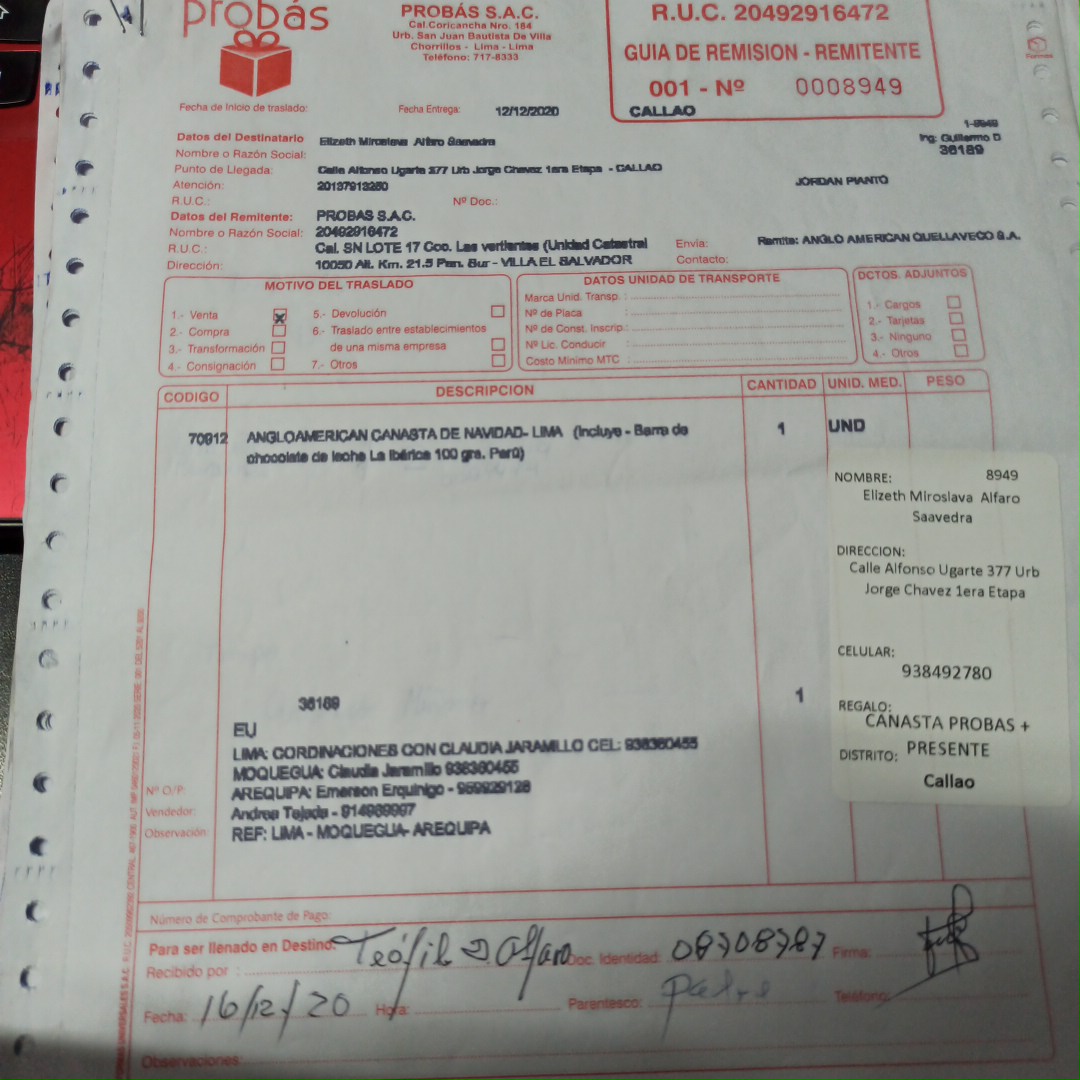 probás
PROBÁS S.A.C.
Cal.Coricancha Nro. 184
Urb. San Juan Bautista De Villa
Chorrillos - Lima - Lima
Teléfono: 717-8333
R.U.C. 20492916472
GUIA DE REMISION - REMITENTE
001 - Nº 0008949
CALLAO
Fecha de Inicio de traslado: Fecha Entrega: 12/12/2020
1-8949
Ing: Guillermo D
36189
Datos del Destinatario Elizeth Miroslava Alfaro Saavedra
Nombre o Razón Social:
Punto de Llegada: Calle Alfonso Ugarte 377 Urb Jorge Chavez 1era Etapa - CALLAO
Atención: 20137913250 JORDAN PIANTO
R.U.C.: Nº Doc.:
Datos del Remitente: PROBAS S.A.C.
Nombre o Razón Social: 20492916472
R.U.C.: Cal. SN LOTE 17 Coo. Las vertientes (Unidad Catastral Envia: Remite: ANGLO AMERICAN QUELLAVECO S.A.
Dirección: 10050 Alt. Km. 21.5 Pan. Sur - VILLA EL SALVADOR Contacto:
MOTIVO DEL TRASLADO
1.- Venta x 5.- Devolución
2.- Compra 6.- Traslado entre establecimientos
3.- Transformación de una misma empresa
4.- Consignación 7.- Otros
DATOS UNIDAD DE TRANSPORTE
Marca Unid. Transp. :
Nº de Placa :
Nº de Const. Inscrip.:
Nº Lic. Conducir :
Costo Minimo MTC :
DCTOS. ADJUNTOS
1.- Cargos
2.- Tarjetas
3.- Ninguno
4.- Otros
CODIGO DESCRIPCION CANTIDAD UNID. MED. PESO
70912 ANGLOAMERICAN CANASTA DE NAVIDAD- LIMA (Incluye - Barra de 1 UND
chocolate de leche La Ibérica 100 grs. Perú)
NOMBRE: 8949
Elizeth Miroslava Alfaro
Saavedra
DIRECCION:
Calle Alfonso Ugarte 377 Urb
Jorge Chavez 1era Etapa
CELULAR:
938492780
REGALO:
CANASTA PROBAS +
PRESENTE
DISTRITO:
Callao
36189 1
EU
LIMA: CORDINACIONES CON CLAUDIA JARAMILLO CEL: 938360455
MOQUEGUA: Claudia Jaramillo 938360455
Nº O/P: AREQUIPA: Emerson Erquinigo - 959929128
Vendedor: Andrea Tejada - 914989997
Observación: REF: LIMA - MOQUEGUA- AREQUIPA
Número de Comprobante de Pago:
Para ser llenado en Destino:
Recibido por : Teófilo Alfaro Doc. Identidad: 08708787 Firma:
Fecha: 16/12/20 Hora: Parentesco: Padre Teléfono:
Observaciones: